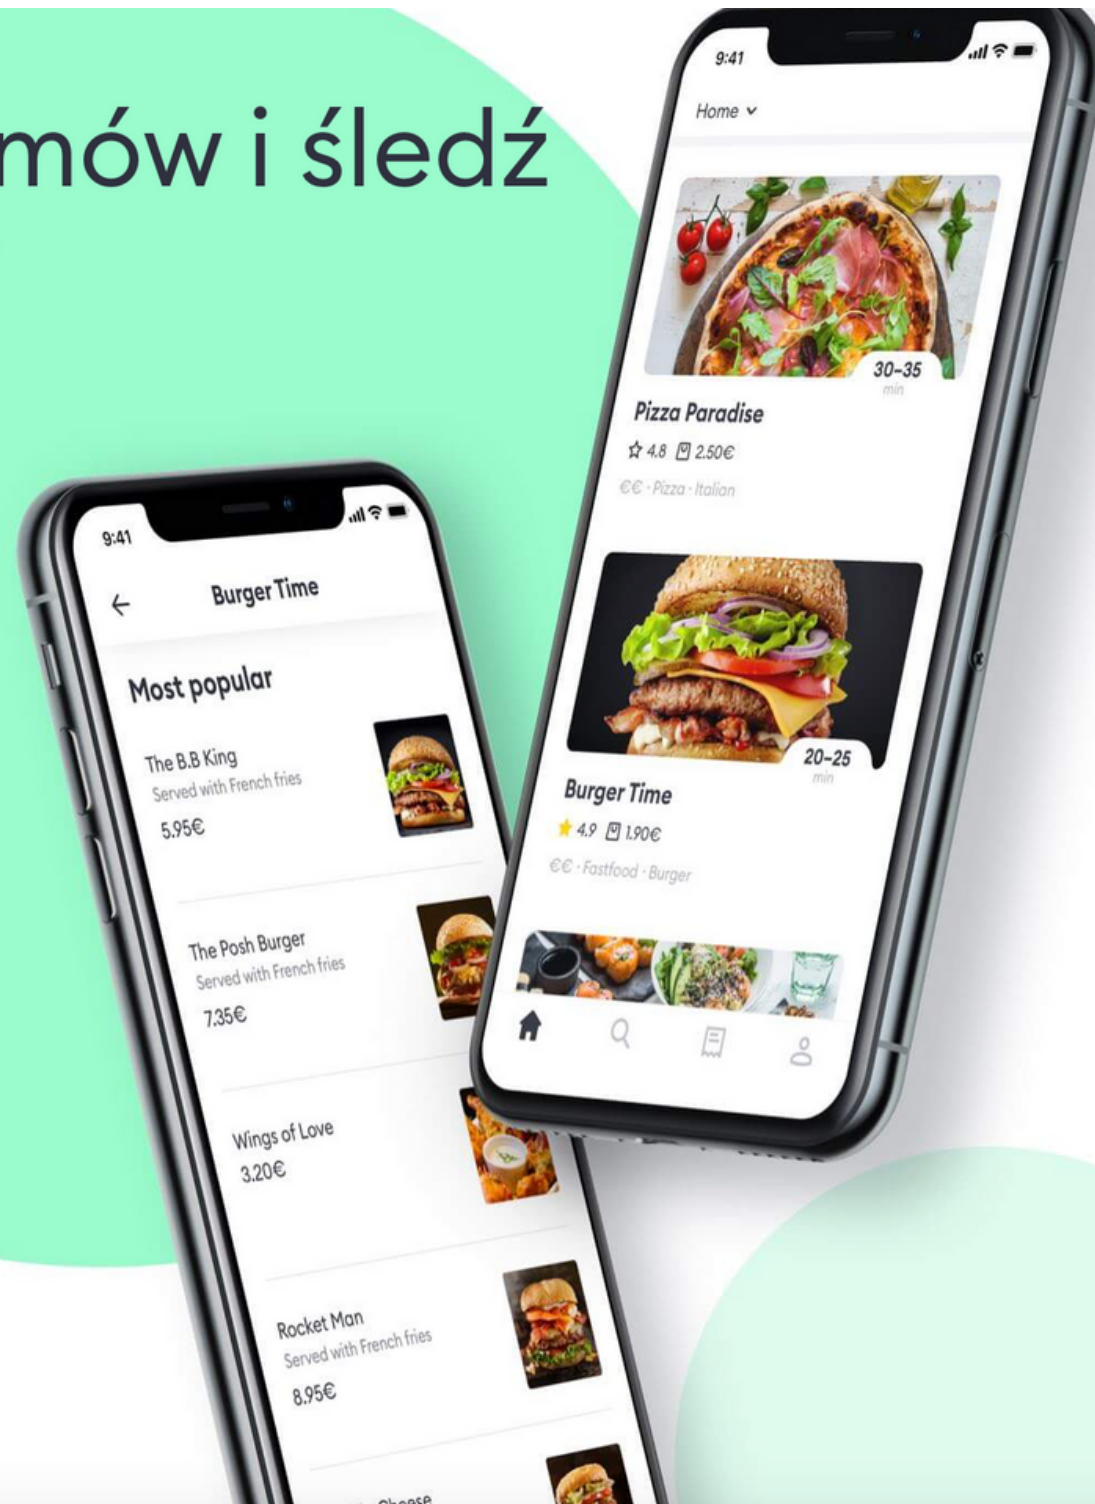 mów i śledź
9:41
Home
30–35
min
Pizza Paradise
4.8 2.50€
€€ · Pizza · Italian
20–25
min
Burger Time
4.9 1.90€
€€ · Fastfood · Burger
9:41
Burger Time
Most popular
The B.B King
Served with French fries
5.95€
The Posh Burger
Served with French fries
7.35€
Wings of Love
3.20€
Rocket Man
Served with French fries
8.95€
Cheese